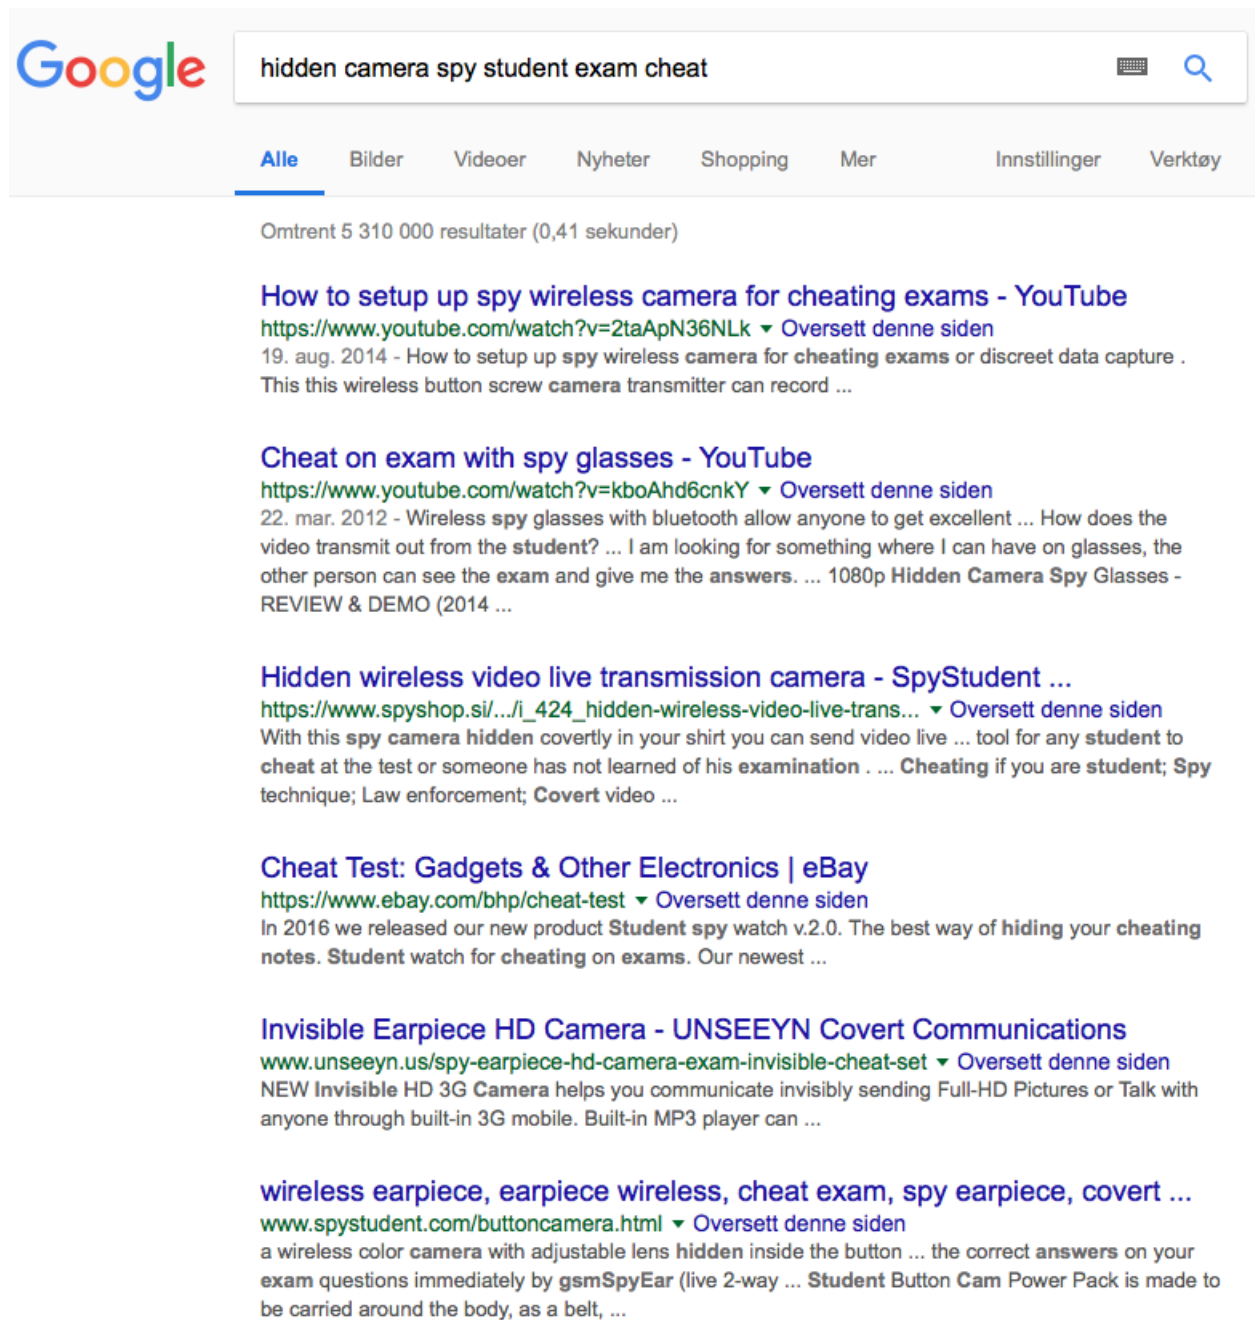 Google
hidden camera spy student exam cheat
Alle Bilder Videoer Nyheter Shopping Mer Innstillinger Verktøy
Omtrent 5 310 000 resultater (0,41 sekunder)
How to setup up spy wireless camera for cheating exams - YouTube
https://www.youtube.com/watch?v=2taApN36NLk ▼ Oversett denne siden
19. aug. 2014 - How to setup up spy wireless camera for cheating exams or discreet data capture .
This this wireless button screw camera transmitter can record ...
Cheat on exam with spy glasses - YouTube
https://www.youtube.com/watch?v=kboAhd6cnkY ▼ Oversett denne siden
22. mar. 2012 - Wireless spy glasses with bluetooth allow anyone to get excellent ... How does the
video transmit out from the student? ... I am looking for something where I can have on glasses, the
other person can see the exam and give me the answers. ... 1080p Hidden Camera Spy Glasses -
REVIEW & DEMO (2014 ...
Hidden wireless video live transmission camera - SpyStudent ...
https://www.spyshop.si/.../i_424_hidden-wireless-video-live-trans... ▼ Oversett denne siden
With this spy camera hidden covertly in your shirt you can send video live ... tool for any student to
cheat at the test or someone has not learned of his examination . ... Cheating if you are student; Spy
technique; Law enforcement; Covert video ...
Cheat Test: Gadgets & Other Electronics | eBay
https://www.ebay.com/bhp/cheat-test ▼ Oversett denne siden
In 2016 we released our new product Student spy watch v.2.0. The best way of hiding your cheating
notes. Student watch for cheating on exams. Our newest ...
Invisible Earpiece HD Camera - UNSEEYN Covert Communications
www.unseeyn.us/spy-earpiece-hd-camera-exam-invisible-cheat-set ▼ Oversett denne siden
NEW Invisible HD 3G Camera helps you communicate invisibly sending Full-HD Pictures or Talk with
anyone through built-in 3G mobile. Built-in MP3 player can ...
wireless earpiece, earpiece wireless, cheat exam, spy earpiece, covert ...
www.spystudent.com/buttoncamera.html ▼ Oversett denne siden
a wireless color camera with adjustable lens hidden inside the button ... the correct answers on your
exam questions immediately by gsmSpyEar (live 2-way ... Student Button Cam Power Pack is made to
be carried around the body, as a belt, ...